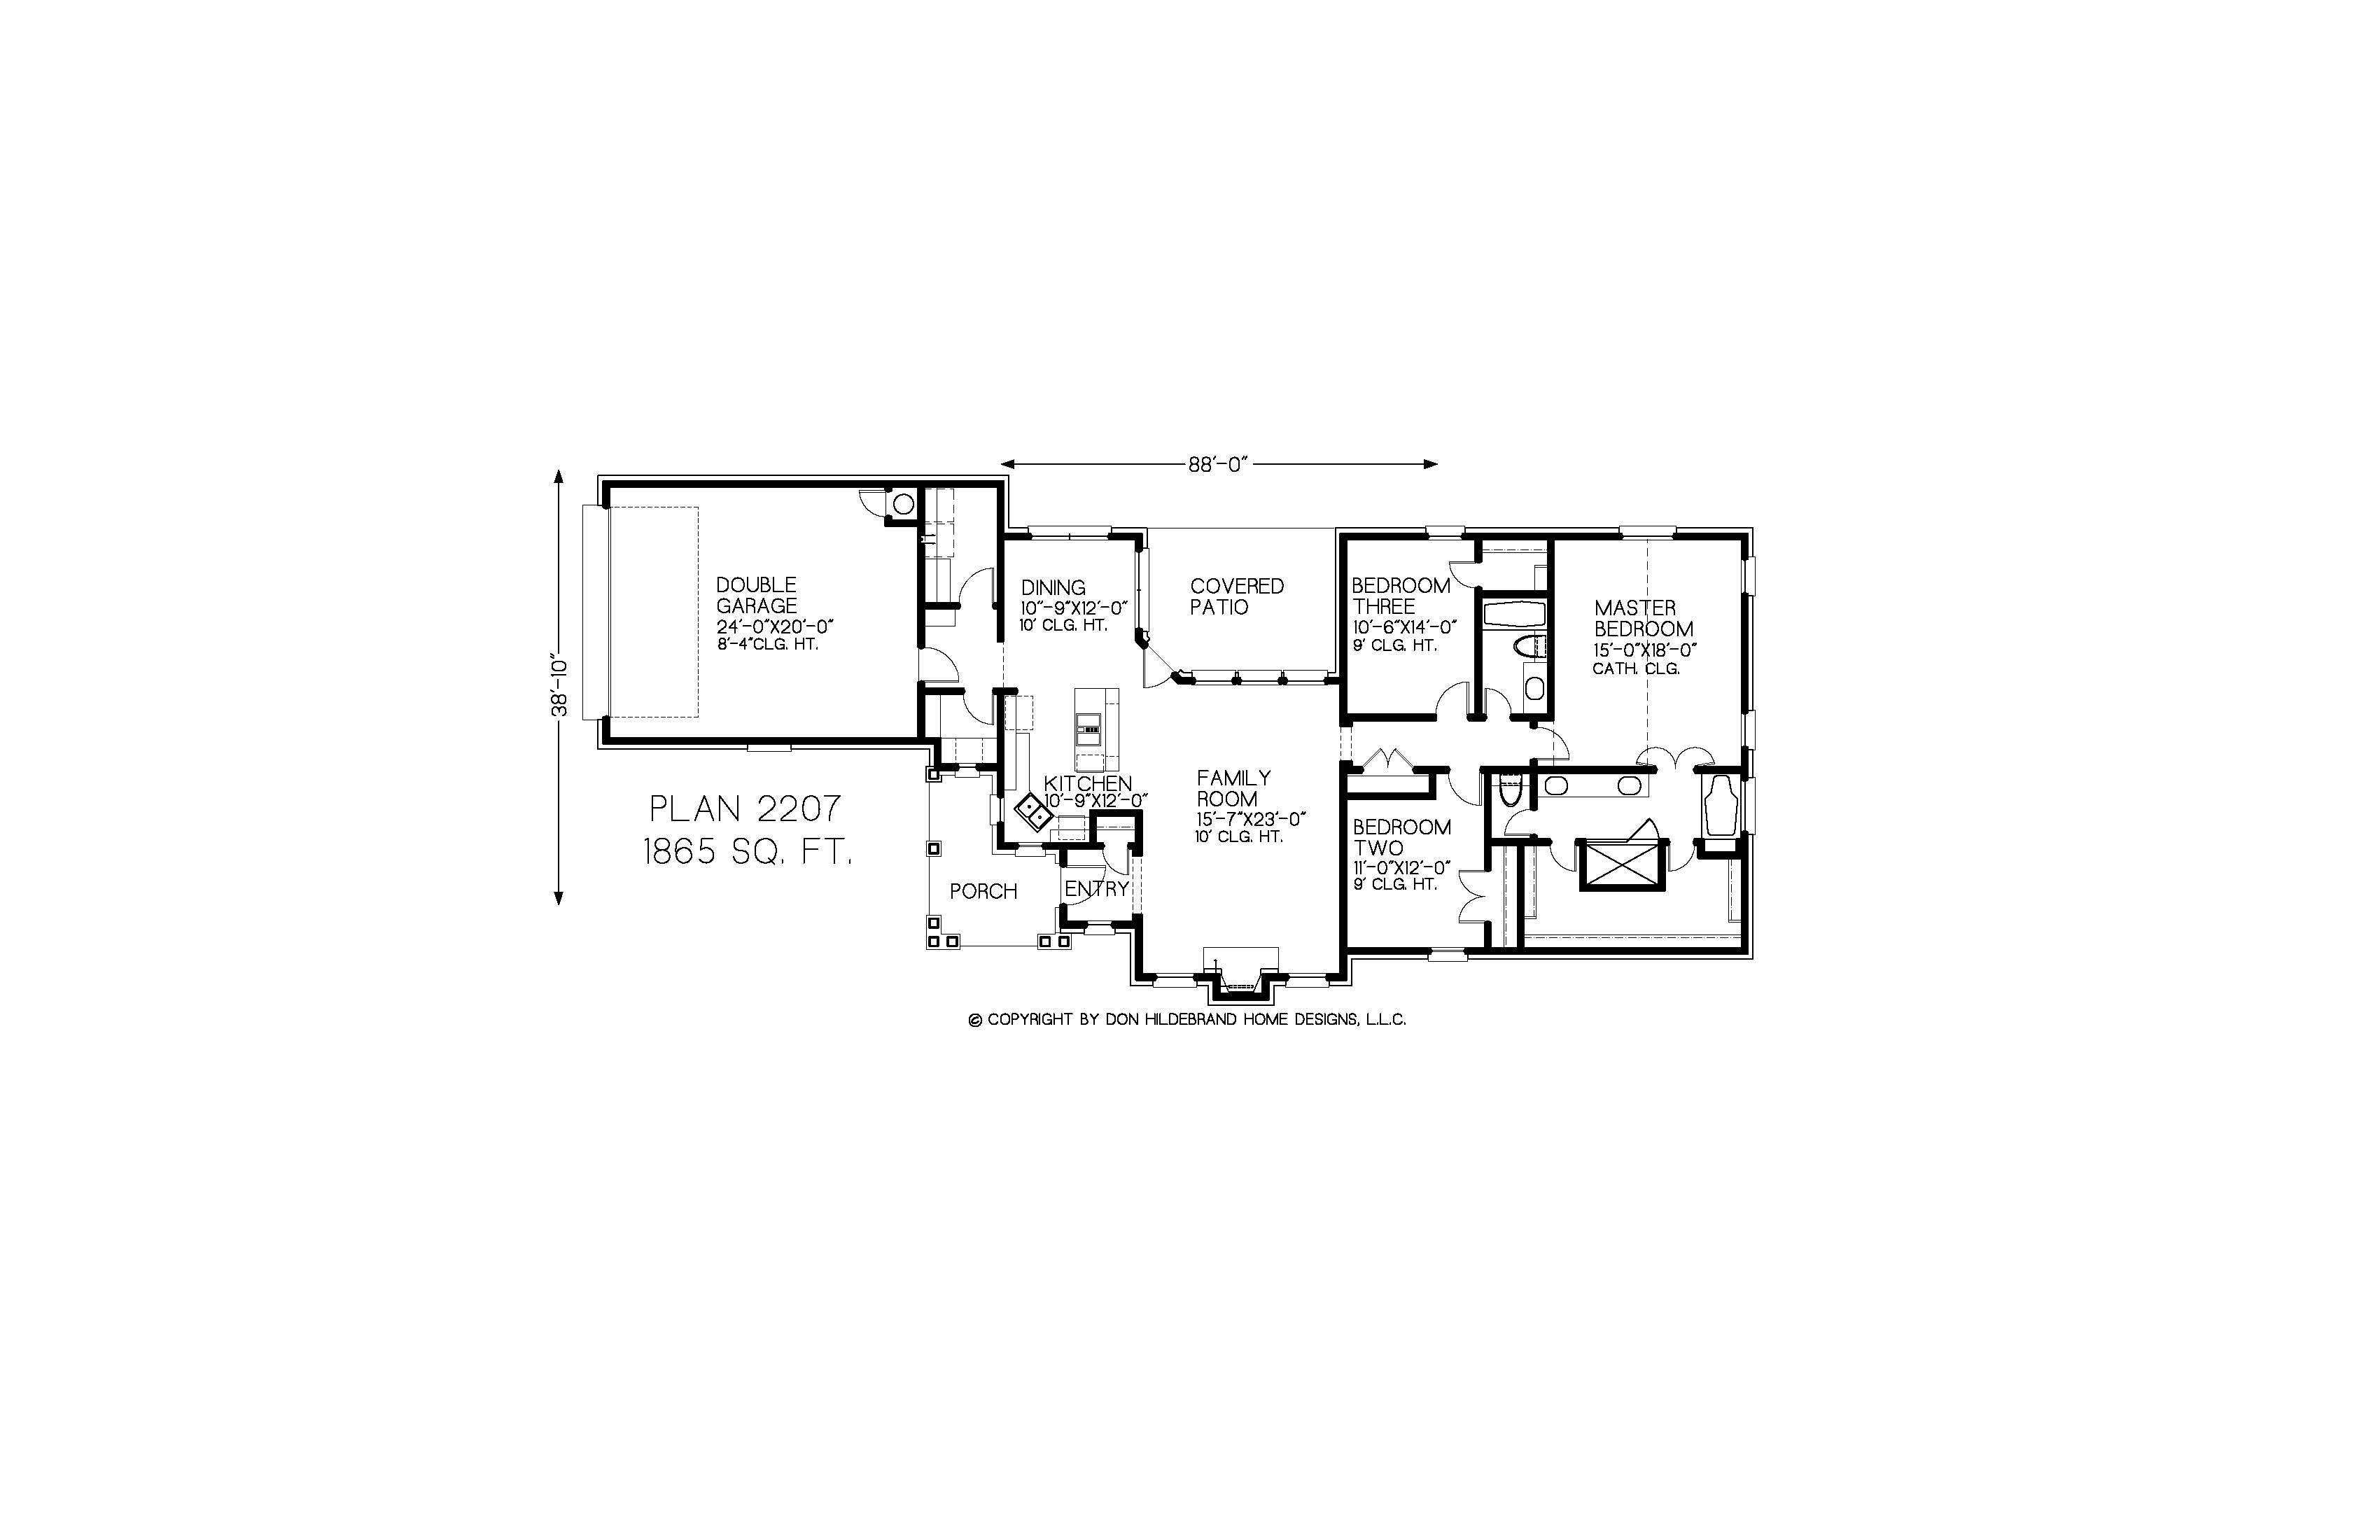 88'-0"
38'-10"
DOUBLE
GARAGE
24'-0"X20'-0"
8'-4"CLG. HT.
DINING
10"-9"X12'-0"
10' CLG. HT.
COVERED
PATIO
BEDROOM
THREE
10'-6"X14'-0"
9' CLG. HT.
MASTER
BEDROOM
15'-0"X18'-0"
CATH. CLG.
KITCHEN
10'-9"X12'-0"
FAMILY
ROOM
15'-7"X23'-0"
10' CLG. HT.
BEDROOM
TWO
11'-0"X12'-0"
9' CLG. HT.
PORCH
ENTRY
PLAN 2207
1865 SQ. FT.
© COPYRIGHT BY DON HILDEBRAND HOME DESIGNS, L.L.C.